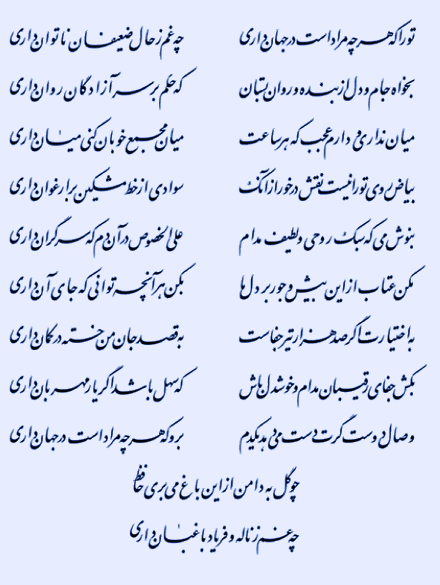 تو را که هر چه مراد است در جهان داری چه غم ز حال ضعیفان ناتوان داری
بخواه جام و دل از بنده و روان بستان که حکم بر سر آزادگان روان داری
میان نداری و دارم عجب که هر ساعت میان مجمع خوبان کنی میانداری
بیاض روی تو را نیست نقش درخور از آنک سوادی از خط مشکین بر ارغوان داری
بنوش می که سبک روحی و لطیف مدام علی الخصوص در آن دم که سر گران داری
مکن عتاب از این بیش و جور بر دل ها بکن هر آنچه توانی که جای آن داری
به اختیارت اگر صد هزار تیر جفاست به قصد جان من خسته در کمان داری
بکش جفای رقیبان مدام و خوشدل باش که سهل باشد اگر یار مهربان داری
وصال دوست گرت دست می دهد یکدم برو که هر چه مراد است در جهان داری
چو گل به دامن از این باغ می بری حافظ
چه غم ز ناله و فریاد باغبان داری